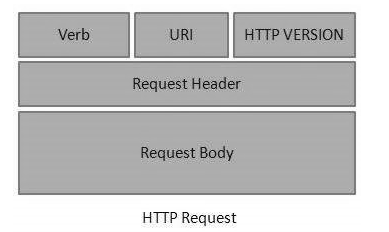 Verb URI HTTP VERSION
Request Header
Request Body
HTTP Request